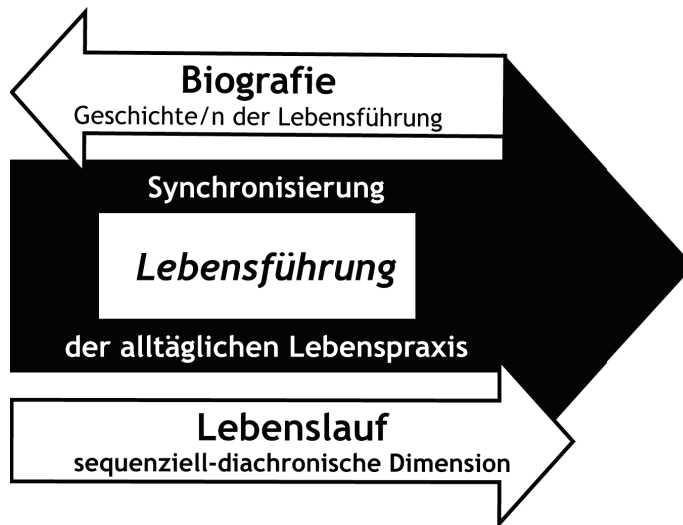 Biografie
Geschichte/n der Lebensführung
Synchronisierung
Lebensführung
der alltäglichen Lebenspraxis
Lebenslauf
sequenziell-diachronische Dimension